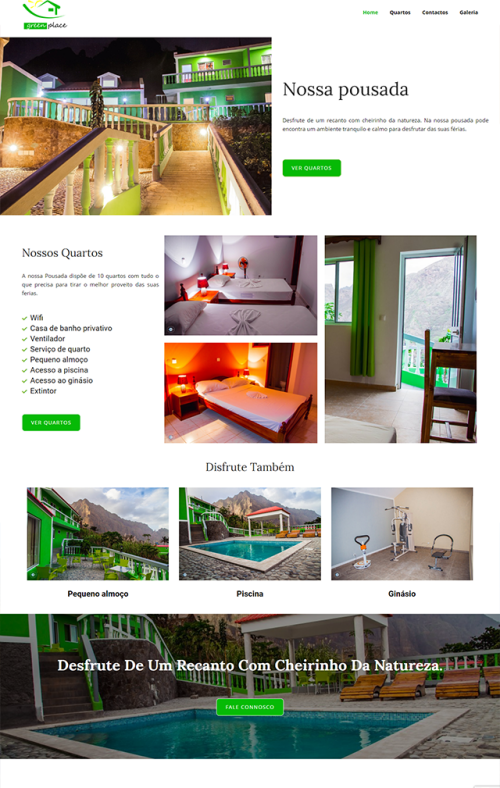 green place
Home Quartos Contactos Galeria
Nossa pousada
Desfrute de um recanto com cheirinho da natureza. Na nossa pousada pode
encontra um ambiente tranquilo e calmo para desfrutar das suas férias.
VER QUARTOS
Nossos Quartos
A nossa Pousada dispõe de 10 quartos com tudo o
que precisa para tirar o melhor proveito das suas
ferias.
Wifi
Casa de banho privativo
Ventilador
Serviço de quarto
Pequeno almoço
Acesso a piscina
Acesso ao ginásio
Extintor
VER QUARTOS
Disfrute Também
Pequeno almoço
Piscina
Ginásio
Desfrute De Um Recanto Com Cheirinho Da Natureza.
FALE CONNOSCO